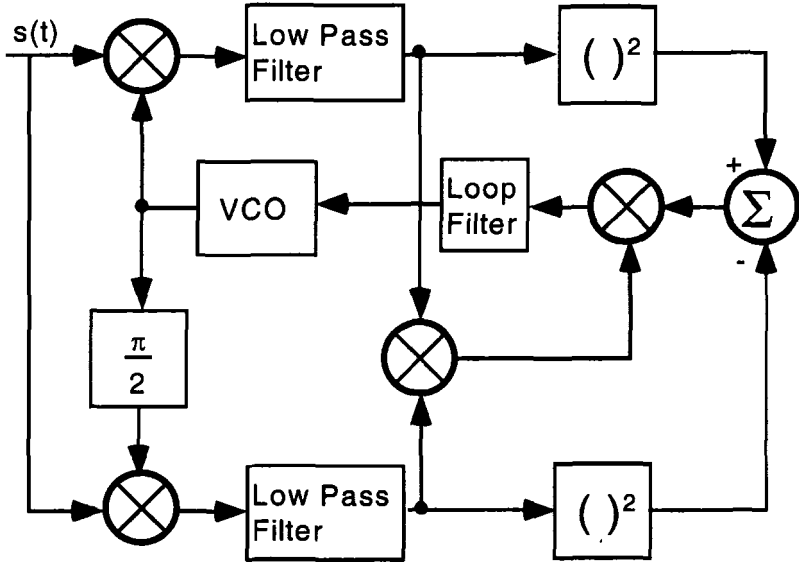 s(t)
Low Pass
Filter
( )²
VCO
Loop
Filter
+
Σ
-
π
2
Low Pass
Filter
( )²